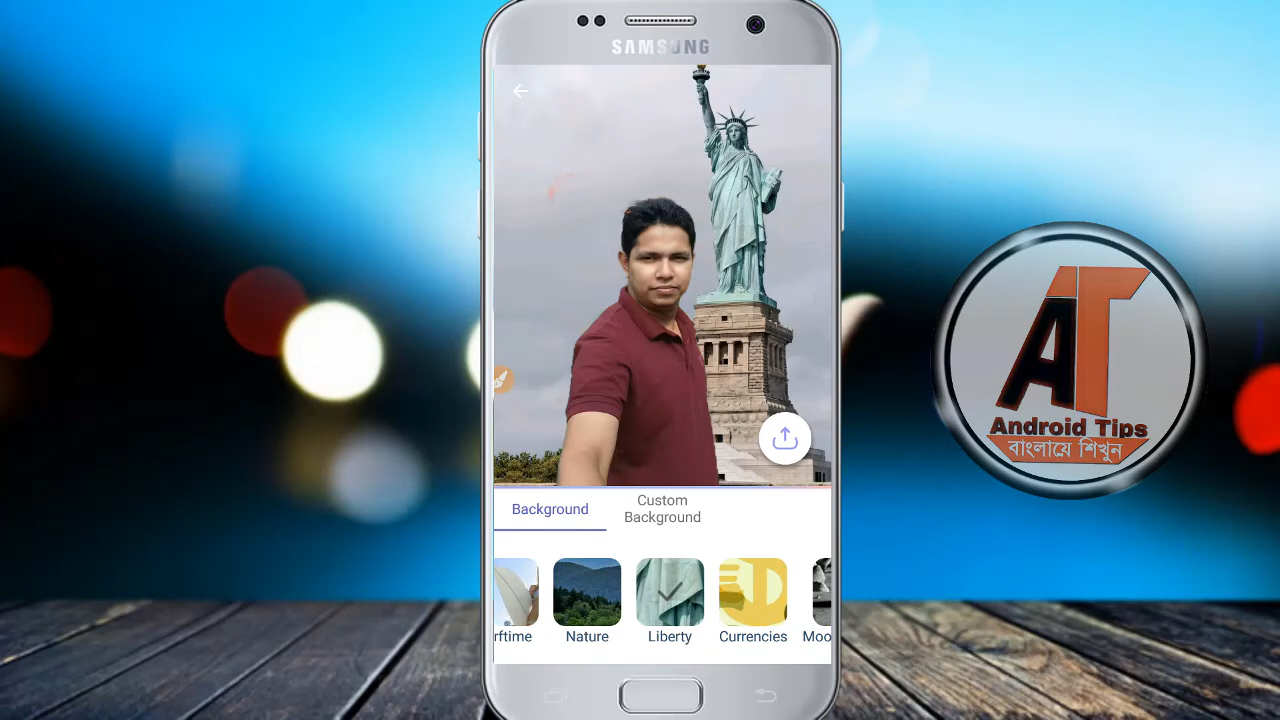 SAMSUNG
Background
Custom
Background
rftime
Nature
Liberty
Currencies
Moo
AT
Android Tips
বাংলাযে শিখুন